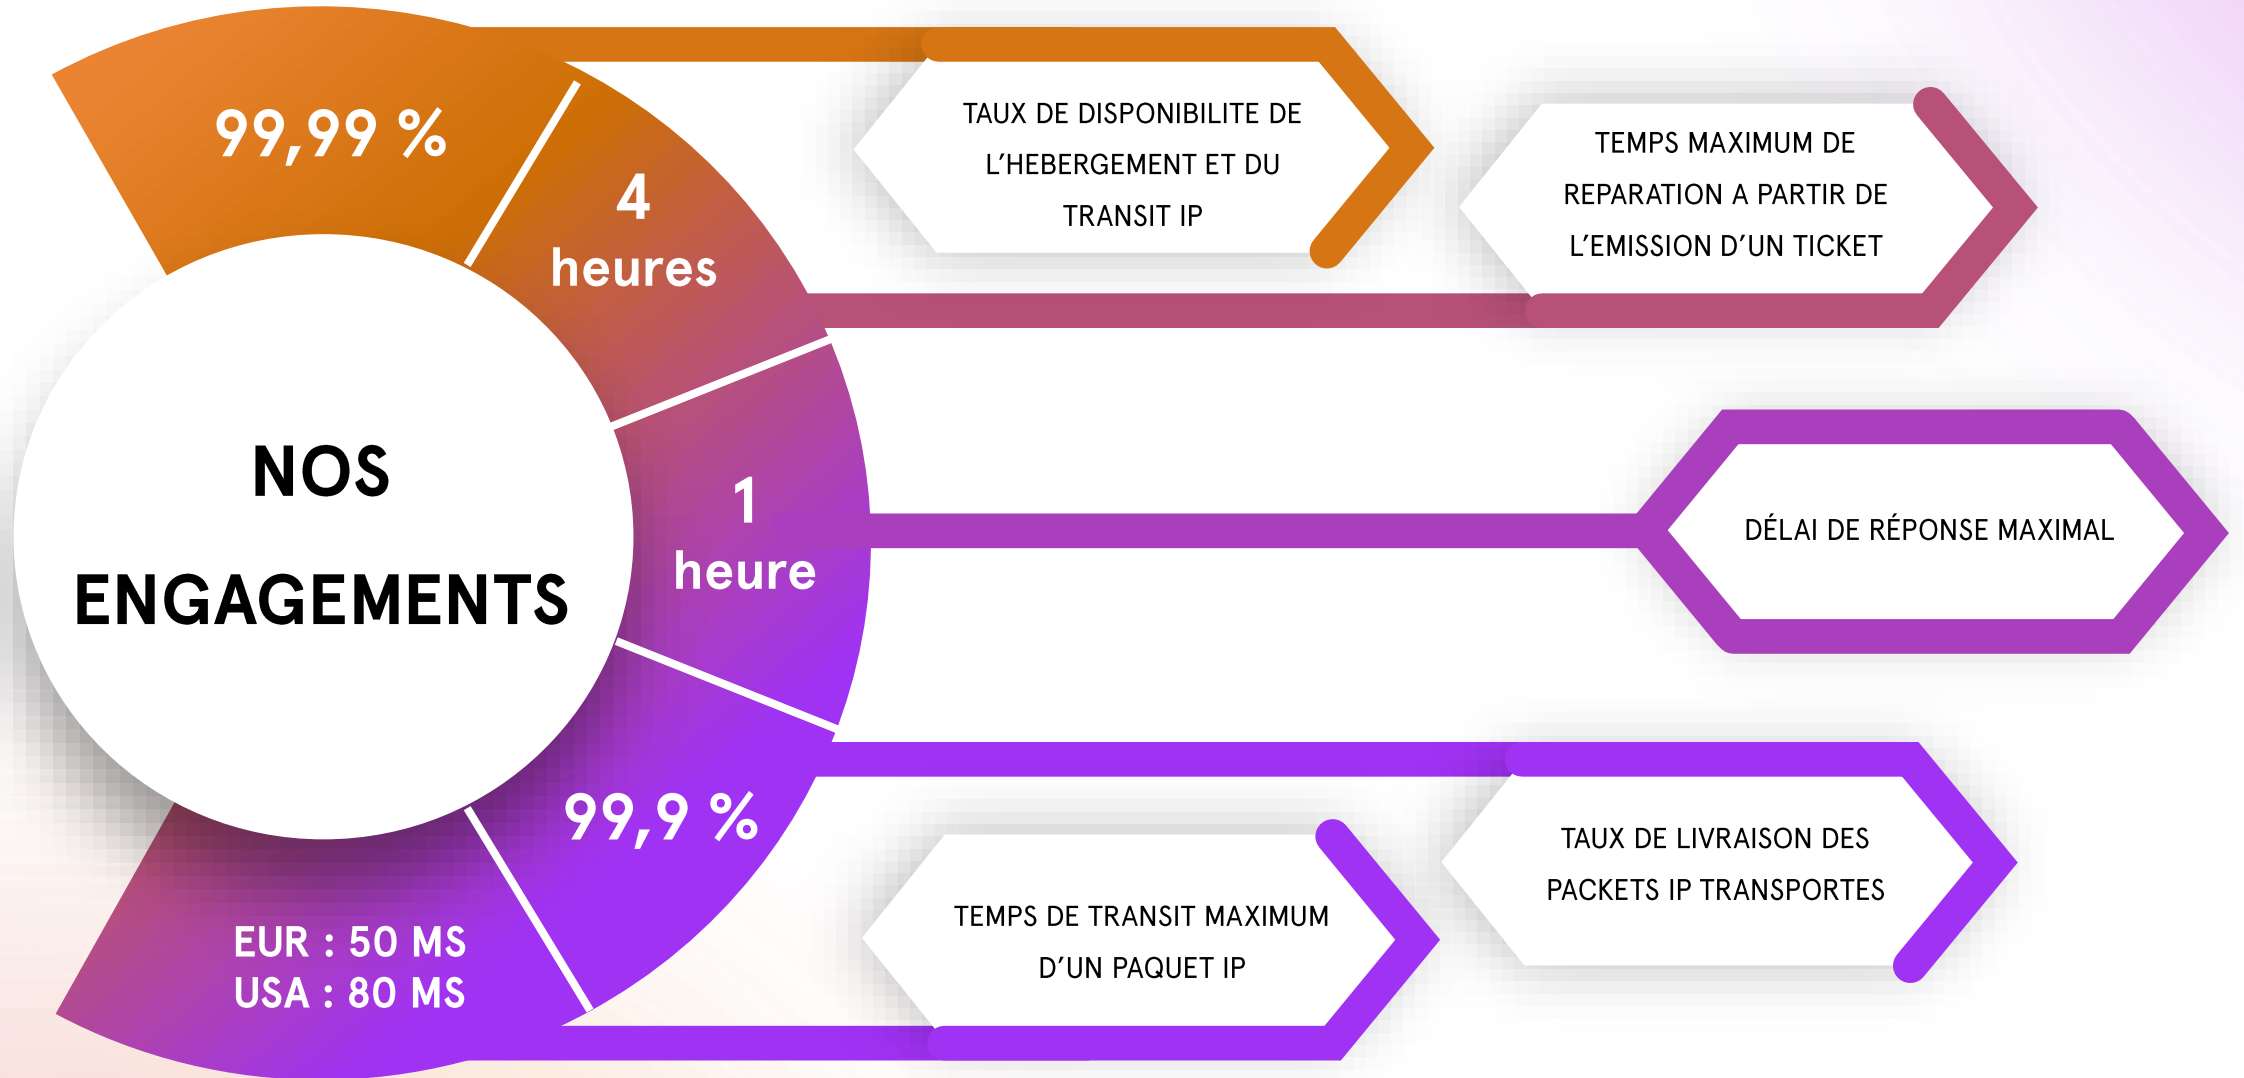 NOS
ENGAGEMENTS
99,99 %
TAUX DE DISPONIBILITE DE
L’HEBERGEMENT ET DU
TRANSIT IP
4
heures
TEMPS MAXIMUM DE
REPARATION A PARTIR DE
L’EMISSION D’UN TICKET
1
heure
DÉLAI DE RÉPONSE MAXIMAL
99,9 %
TAUX DE LIVRAISON DES
PACKETS IP TRANSPORTES
EUR : 50 MS
USA : 80 MS
TEMPS DE TRANSIT MAXIMUM
D’UN PAQUET IP